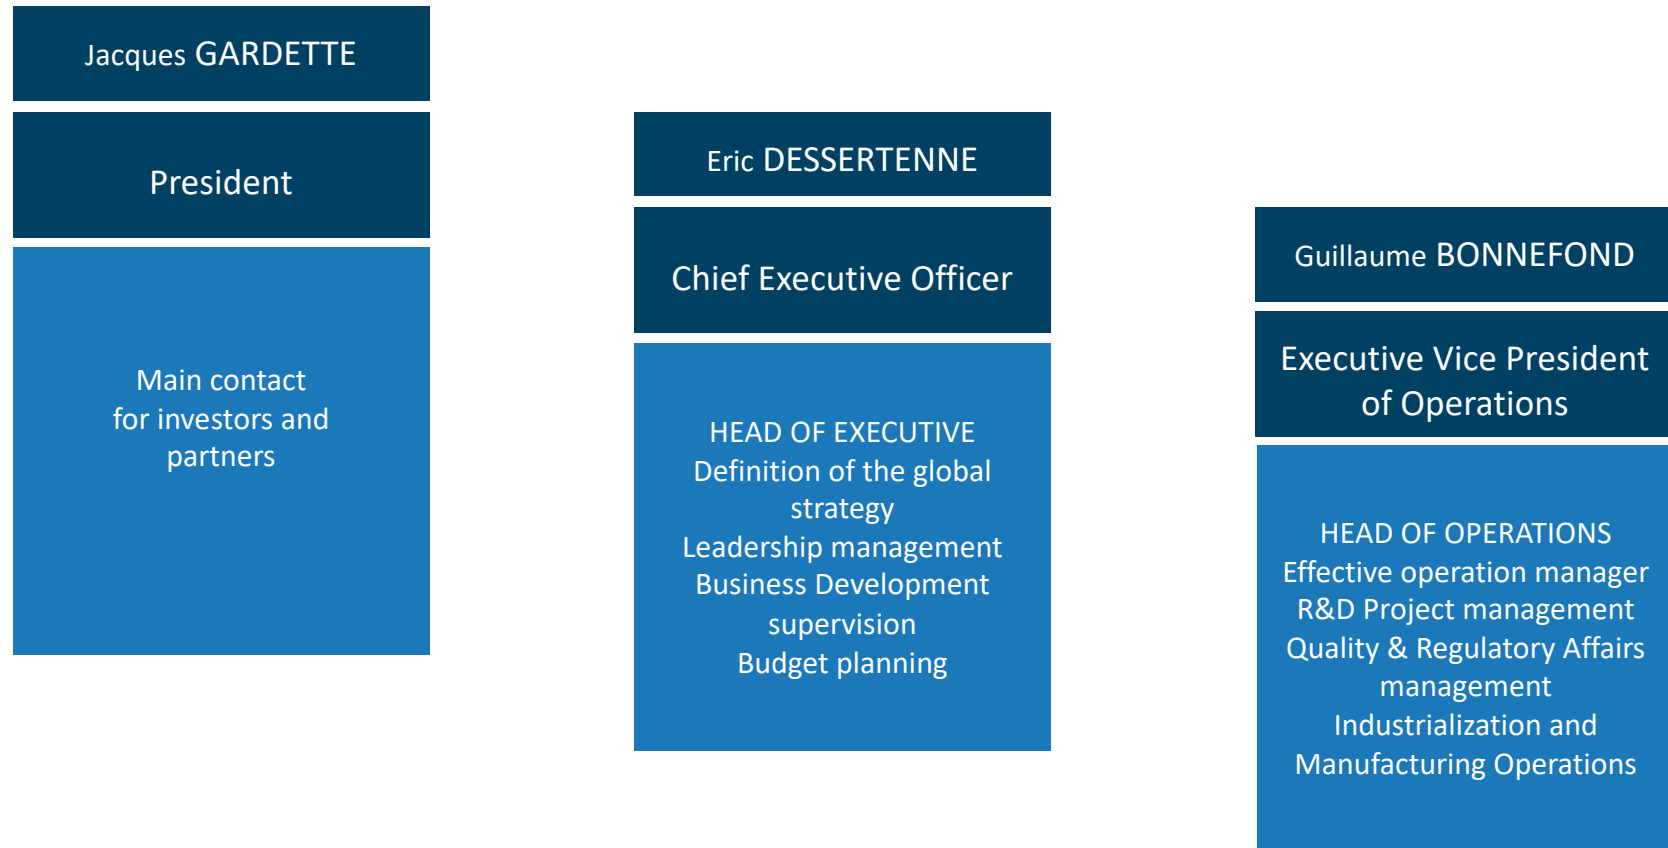 Jacques GARDETTE
President
Main contact
for investors and
partners
Eric DESSERTENNE
Chief Executive Officer
HEAD OF EXECUTIVE
Definition of the global
strategy
Leadership management
Business Development
supervision
Budget planning
Guillaume BONNEFOND
Executive Vice President
of Operations
HEAD OF OPERATIONS
Effective operation manager
R&D Project management
Quality & Regulatory Affairs
management
Industrialization and
Manufacturing Operations